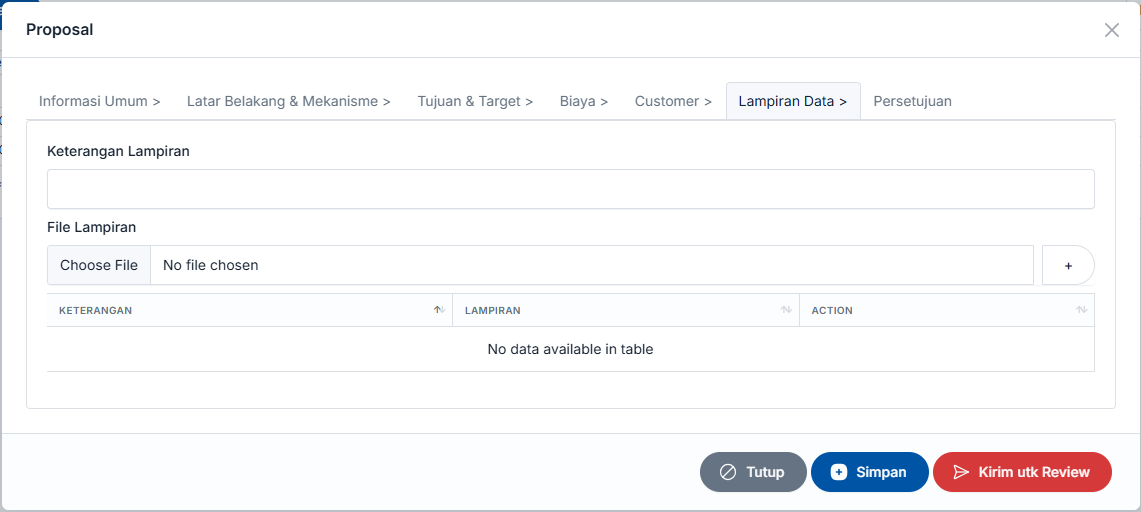 Proposal
Informasi Umum > Latar Belakang & Mekanisme > Tujuan & Target > Biaya > Customer > Lampiran Data > Persetujuan
Keterangan Lampiran
File Lampiran
Choose File No file chosen +
KETERANGAN LAMPIRAN ACTION
No data available in table
Tutup Simpan Kirim utk Review